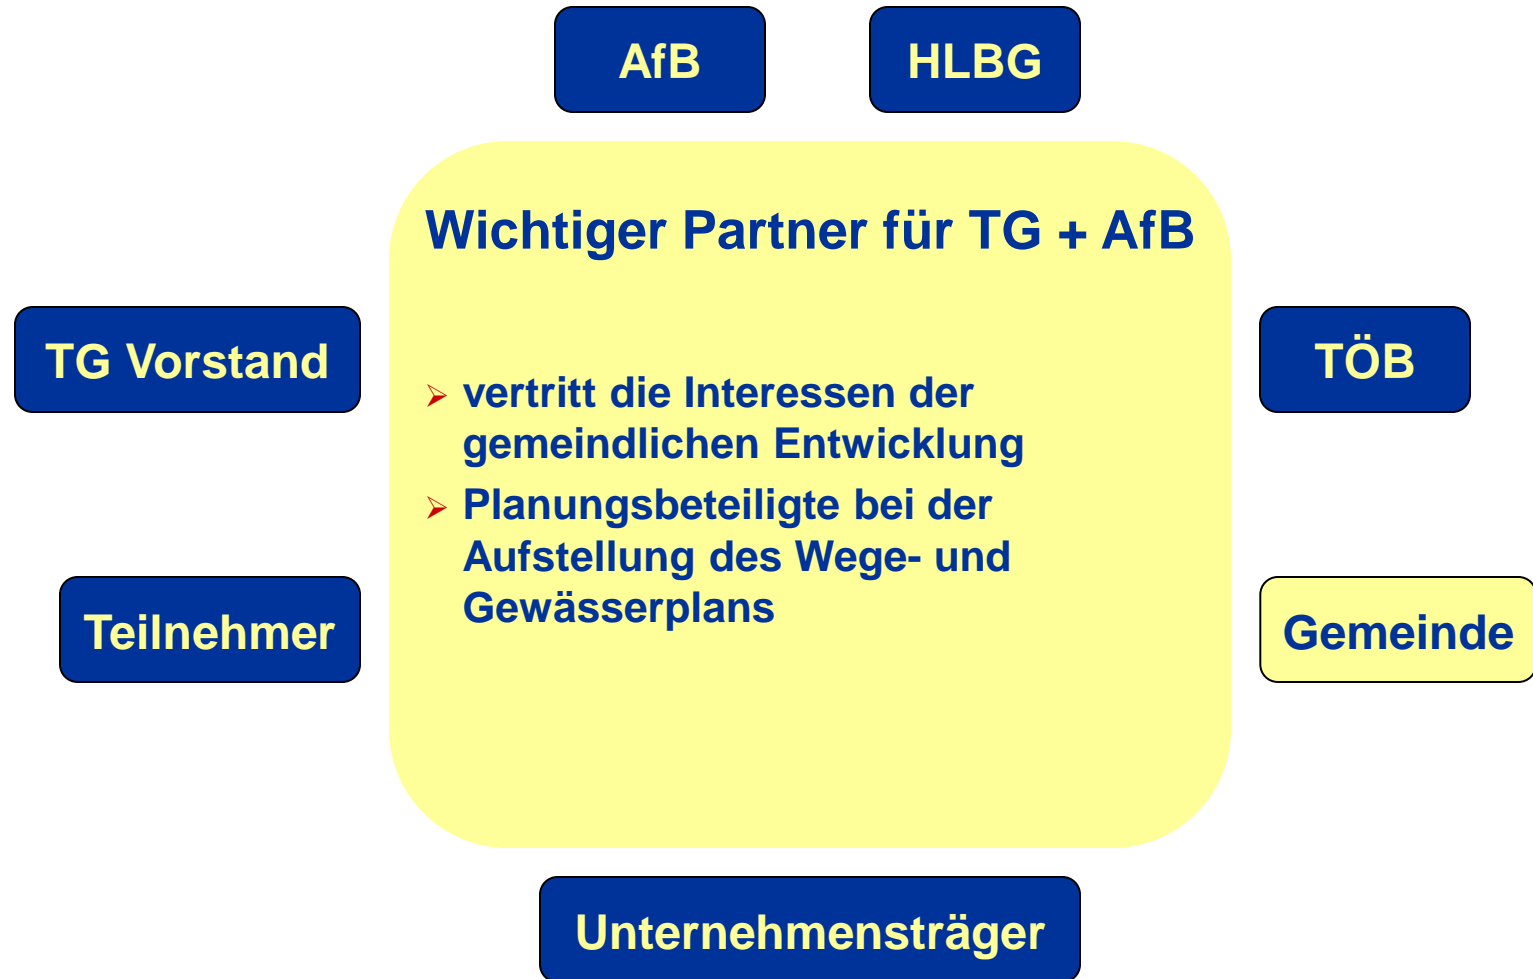 AfB
HLBG
Wichtiger Partner für TG + AfB
TG Vorstand
TÖB
➢ vertritt die Interessen der
gemeindlichen Entwicklung
➢ Planungsbeteiligte bei der
Aufstellung des Wege- und
Gewässerplans
Teilnehmer
Gemeinde
Unternehmensträger